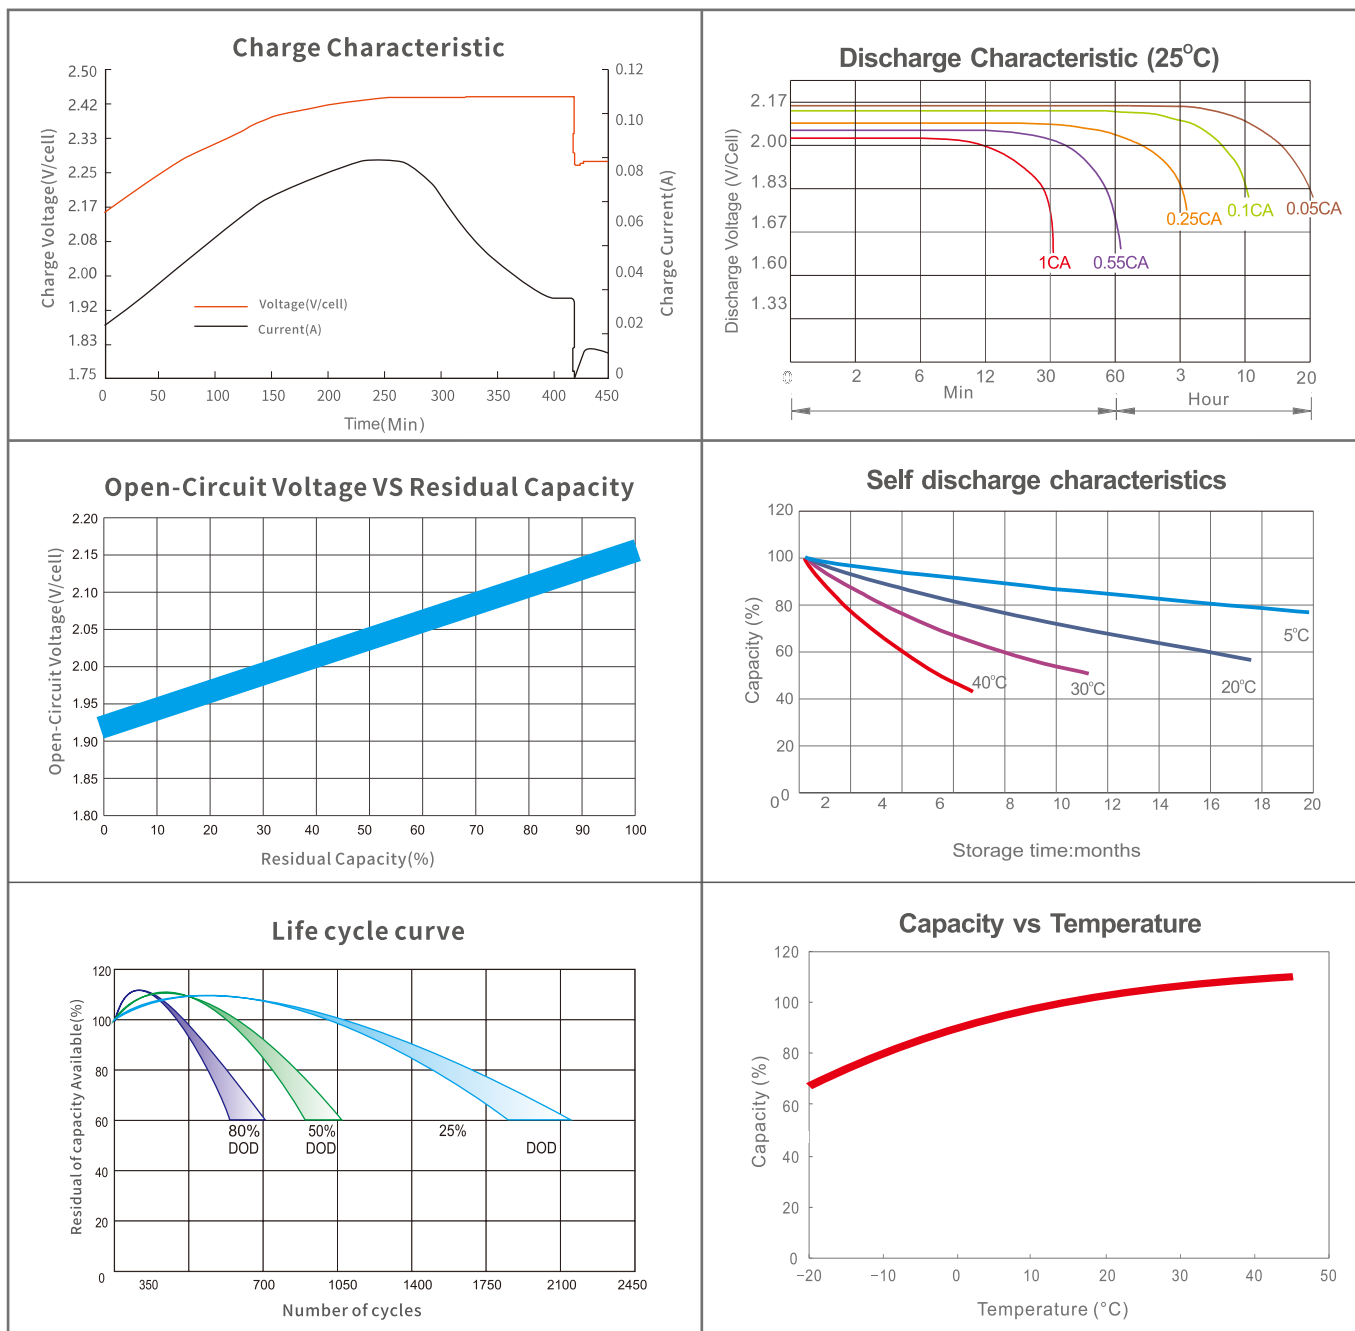 Charge Characteristic
2.50
2.42
2.33
2.25
2.17
2.08
2.00
1.92
1.83
1.75
Charge Voltage(V/cell)
0.12
0.10
0.08
0.06
0.04
0.02
0
Charge Current(A)
Voltage(V/cell)
Current(A)
0 50 100 150 200 250 300 350 400 450
Time(Min)
Discharge Characteristic (25°C)
2.17
2.00
1.83
1.67
1.60
1.33
Discharge Voltage (V/Cell)
1CA
0.55CA
0.25CA
0.1CA
0.05CA
0 2 6 12 30 60 3 10 20
Min
Hour
Open-Circuit Voltage VS Residual Capacity
2.20
2.15
2.10
2.05
2.00
1.95
1.90
1.80
Open-Circuit Voltage(V/cell)
0 10 20 30 40 50 60 70 80 90 100
Residual Capacity(%)
Self discharge characteristics
120
100
80
60
40
20
0
Capacity (%)
5°C
20°C
30°C
40°C
0 2 4 6 8 10 12 14 16 18 20
Storage time:months
Life cycle curve
120
100
80
60
40
20
0
Residual of capacity Available(%)
80%
DOD
50%
DOD
25%
DOD
350 700 1050 1400 1750 2100 2450
Number of cycles
Capacity vs Temperature
120
100
80
60
40
20
0
Capacity (%)
−20 −10 0 10 20 30 40 50
Temperature (°C)